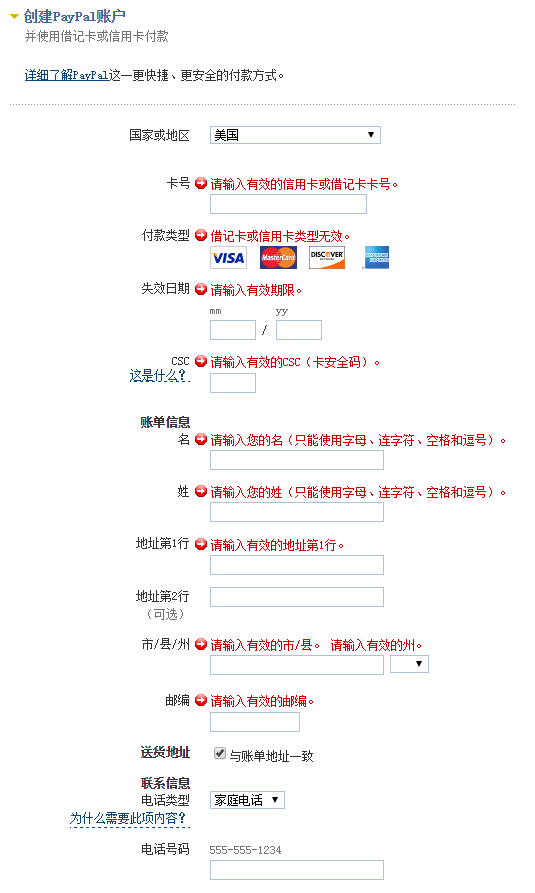 创建PayPal账户
并使用借记卡或信用卡付款
详细了解PayPal这一更快捷、更安全的付款方式。
国家或地区 美国
卡号 请输入有效的信用卡或借记卡卡号。
付款类型 借记卡或信用卡类型无效。
VISA MasterCard DISCOVER AMERICAN EXPRESS
失效日期 请输入有效期限。
mm yy
/
CSC 请输入有效的CSC（卡安全码）。
这是什么？
账单信息
名 请输入您的名（只能使用字母、连字符、空格和逗号）。
姓 请输入您的姓（只能使用字母、连字符、空格和逗号）。
地址第1行 请输入有效的地址第1行。
地址第2行
（可选）
市/县/州 请输入有效的市/县。 请输入有效的州。
邮编 请输入有效的邮编。
送货地址 与账单地址一致
联系信息
电话类型 家庭电话
为什么需要此项内容？
电话号码 555-555-1234